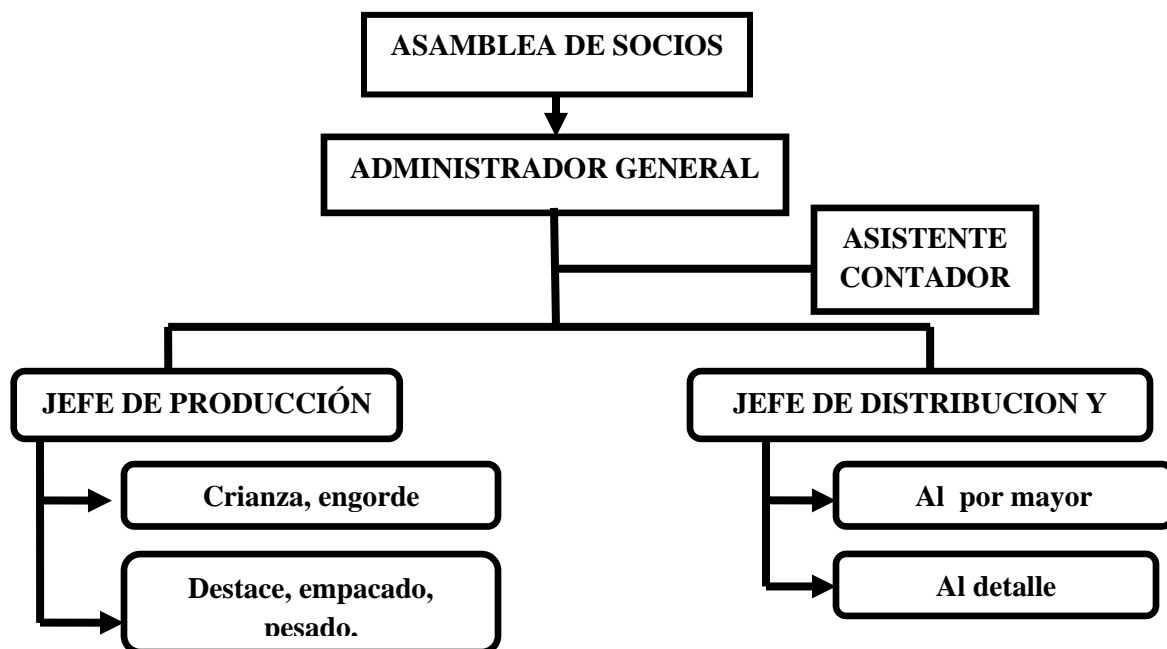 ASAMBLEA DE SOCIOS
ADMINISTRADOR GENERAL
ASISTENTE
CONTADOR
JEFE DE PRODUCCIÓN
JEFE DE DISTRIBUCION Y
Crianza, engorde
Al por mayor
Destace, empacado,
pesado,
Al detalle